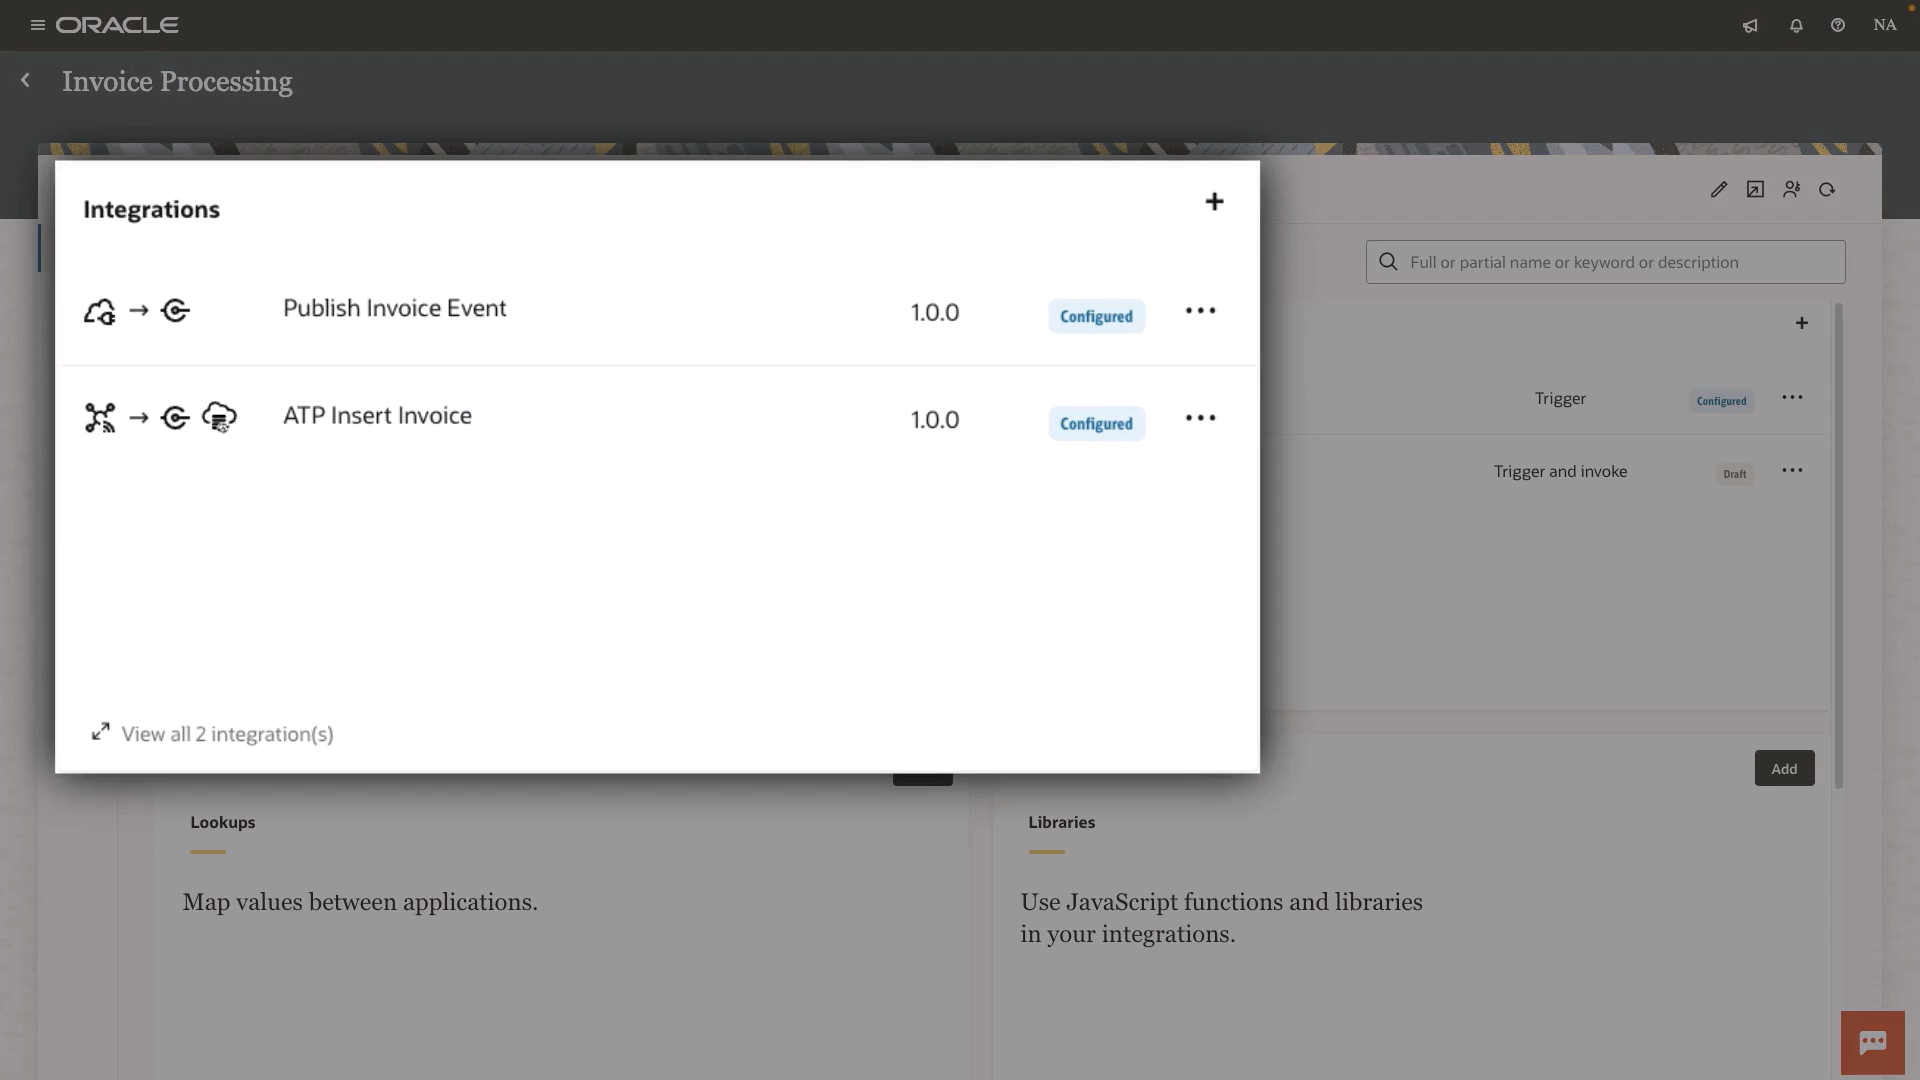 ORACLE
NA
Invoice Processing
Integrations
Full or partial name or keyword or description
Publish Invoice Event 1.0.0 Configured
Trigger Configured
ATP Insert Invoice 1.0.0 Configured
Trigger and invoke Draft
View all 2 integration(s)
Add
Lookups
Libraries
Map values between applications.
Use JavaScript functions and libraries
in your integrations.